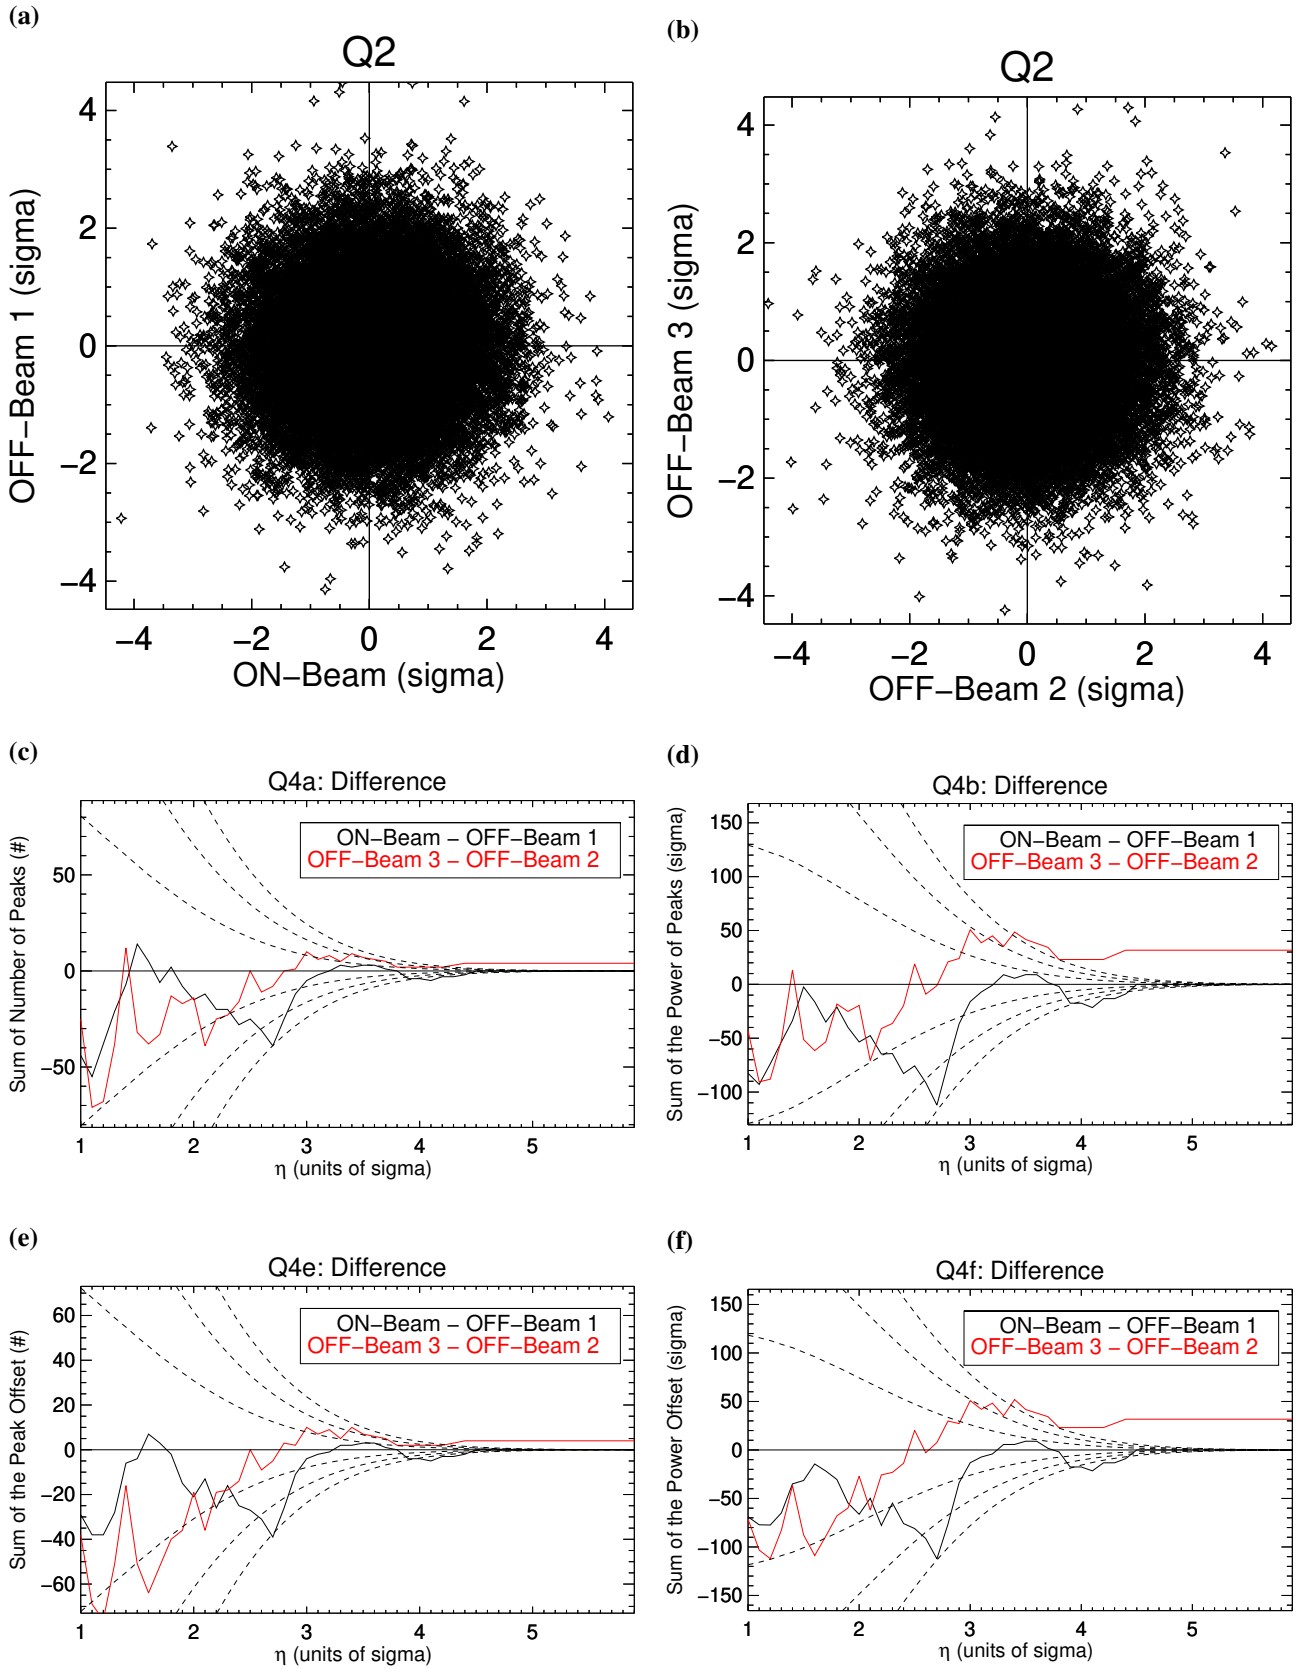 (a)
Q2
4
2
0
−2
−4
OFF−Beam 1 (sigma)
−4 −2 0 2 4
ON−Beam (sigma)
(b)
Q2
4
2
0
−2
−4
OFF−Beam 3 (sigma)
−4 −2 0 2 4
OFF−Beam 2 (sigma)
(c)
Q4a: Difference
ON−Beam − OFF−Beam 1
OFF−Beam 3 − OFF−Beam 2
50
0
−50
Sum of Number of Peaks (#)
1 2 3 4 5
η (units of sigma)
(d)
Q4b: Difference
ON−Beam − OFF−Beam 1
OFF−Beam 3 − OFF−Beam 2
150
100
50
0
−50
−100
Sum of the Power of Peaks (sigma)
1 2 3 4 5
η (units of sigma)
(e)
Q4e: Difference
ON−Beam − OFF−Beam 1
OFF−Beam 3 − OFF−Beam 2
60
40
20
0
−20
−40
−60
Sum of the Peak Offset (#)
1 2 3 4 5
η (units of sigma)
(f)
Q4f: Difference
ON−Beam − OFF−Beam 1
OFF−Beam 3 − OFF−Beam 2
150
100
50
0
−50
−100
−150
Sum of the Power Offset (sigma)
1 2 3 4 5
η (units of sigma)